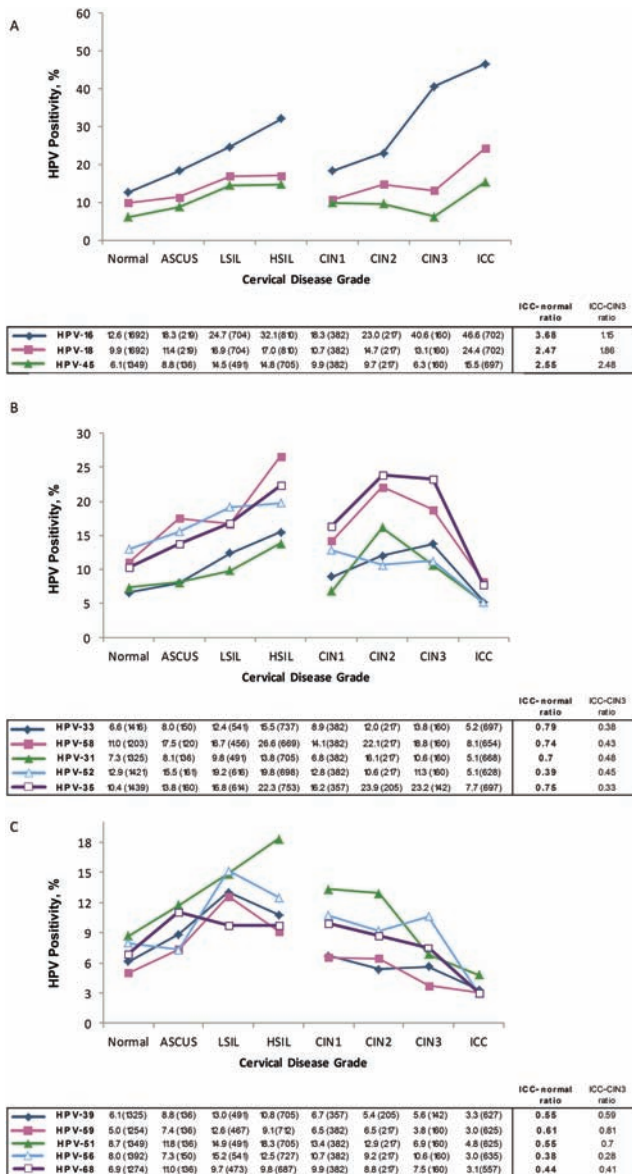 A
HPV Positivity, %
60
50
40
30
20
10
0
Normal ASCUS LSIL HSIL CIN1 CIN2 CIN3 ICC
Cervical Disease Grade
ICC-normal ratio ICC-CIN3 ratio
HPV-16 12.6 (1692) 18.3 (219) 24.7 (704) 32.1 (810) 18.3 (382) 23.0 (217) 40.6 (160) 46.6 (702) 3.68 1.15
HPV-18 9.9 (1692) 11.4 (219) 16.9 (704) 17.0 (810) 10.7 (382) 14.7 (217) 13.1 (160) 24.4 (702) 2.47 1.86
HPV-45 6.1 (1349) 8.8 (136) 14.5 (491) 14.8 (705) 9.9 (382) 9.7 (217) 6.3 (160) 15.5 (697) 2.55 2.48
B
HPV Positivity, %
30
25
20
15
10
5
0
Normal ASCUS LSIL HSIL CIN1 CIN2 CIN3 ICC
Cervical Disease Grade
ICC-normal ratio ICC-CIN3 ratio
HPV-33 6.6 (1416) 8.0 (150) 12.4 (541) 15.5 (737) 8.9 (382) 12.0 (217) 13.8 (160) 5.2 (697) 0.79 0.38
HPV-58 11.0 (1203) 17.5 (120) 16.7 (456) 26.6 (669) 14.1 (382) 22.1 (217) 18.8 (160) 8.1 (654) 0.74 0.43
HPV-31 7.3 (1325) 8.1 (136) 9.8 (491) 13.8 (705) 6.8 (382) 16.1 (217) 10.6 (160) 5.1 (668) 0.7 0.48
HPV-52 12.9 (1421) 15.5 (161) 19.2 (616) 19.8 (698) 12.8 (382) 10.6 (217) 11.3 (160) 5.1 (628) 0.39 0.45
HPV-35 10.4 (1439) 13.8 (160) 16.8 (614) 22.3 (753) 16.2 (357) 23.9 (205) 23.2 (142) 7.7 (697) 0.75 0.33
C
HPV Positivity, %
18
15
12
9
6
3
0
Normal ASCUS LSIL HSIL CIN1 CIN2 CIN3 ICC
Cervical Disease Grade
ICC-normal ratio ICC-CIN3 ratio
HPV-39 6.1 (1325) 8.8 (136) 13.0 (491) 10.8 (705) 6.7 (357) 5.4 (205) 5.6 (142) 3.3 (627) 0.55 0.59
HPV-59 5.0 (1254) 7.4 (136) 12.6 (467) 9.1 (712) 6.5 (382) 6.5 (217) 3.8 (160) 3.0 (625) 0.61 0.81
HPV-51 8.7 (1349) 11.8 (136) 14.9 (491) 18.3 (705) 13.4 (382) 12.9 (217) 6.9 (160) 4.8 (625) 0.55 0.7
HPV-56 8.0 (1392) 7.3 (150) 15.2 (541) 12.5 (727) 10.7 (382) 9.2 (217) 10.6 (160) 3.0 (635) 0.38 0.28
HPV-68 6.9 (1274) 11.0 (136) 9.7 (473) 9.8 (687) 9.9 (382) 8.8 (217) 7.5 (160) 3.1 (557) 0.44 0.41